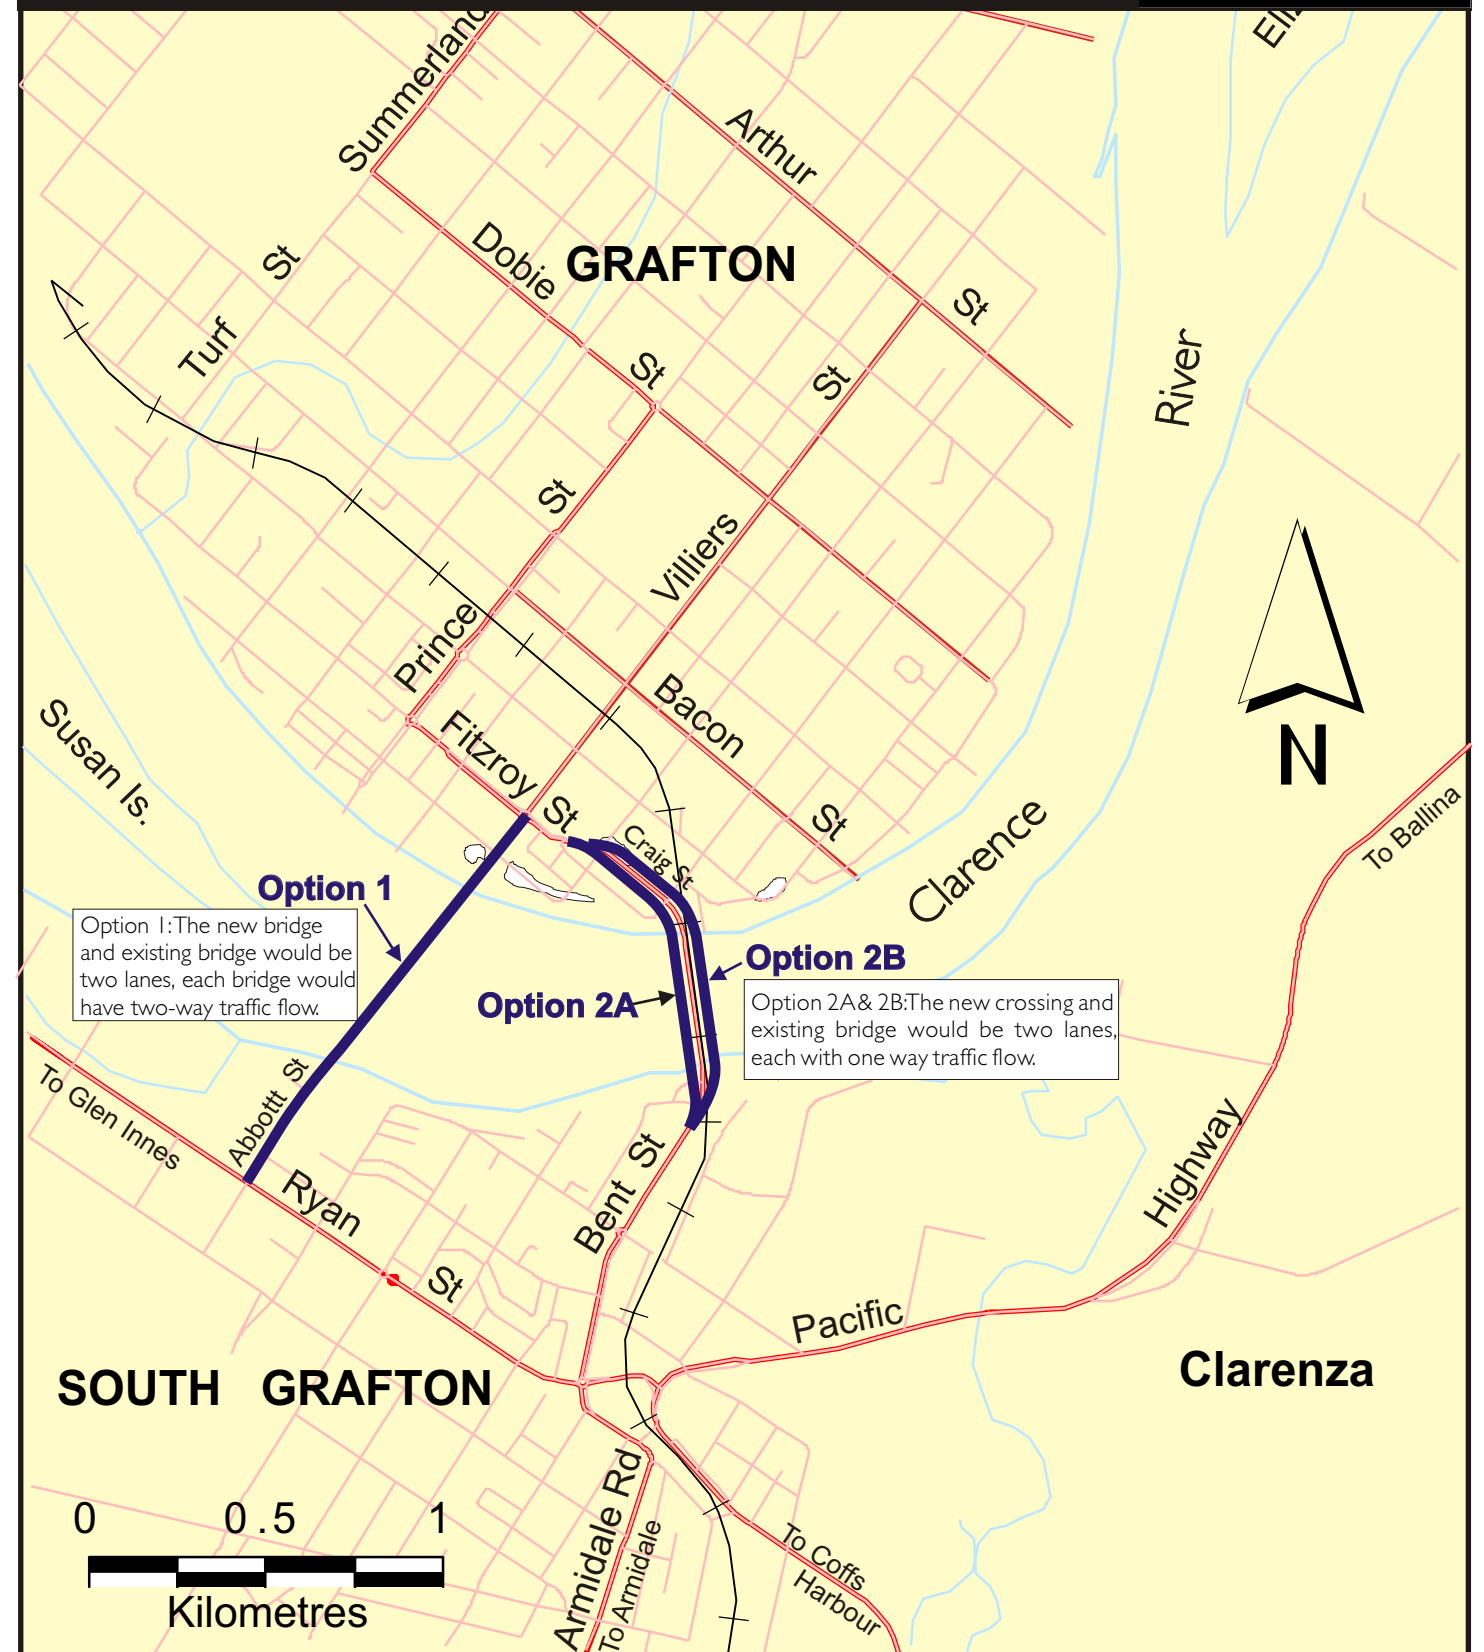 Summerland
Arthur
St
Dobie
St
GRAFTON
Turf
St
River
Prince
St
Villiers
St
Bacon
St
Fitzroy St
Craig St
Susan Is.
Clarence
N
To Ballina
Option 1
Option 1:The new bridge
and existing bridge would be
two lanes, each bridge would
have two-way traffic flow.
Option 2A
Option 2B
Option 2A& 2B:The new crossing and
existing bridge would be two lanes,
each with one way traffic flow.
To Glen Innes
Abbottt St
Ryan
St
Bent St
Highway
Pacific
Clarenza
SOUTH GRAFTON
0 0.5 1
Kilometres
Armidale Rd
To Armidale
To Coffs
Harbour